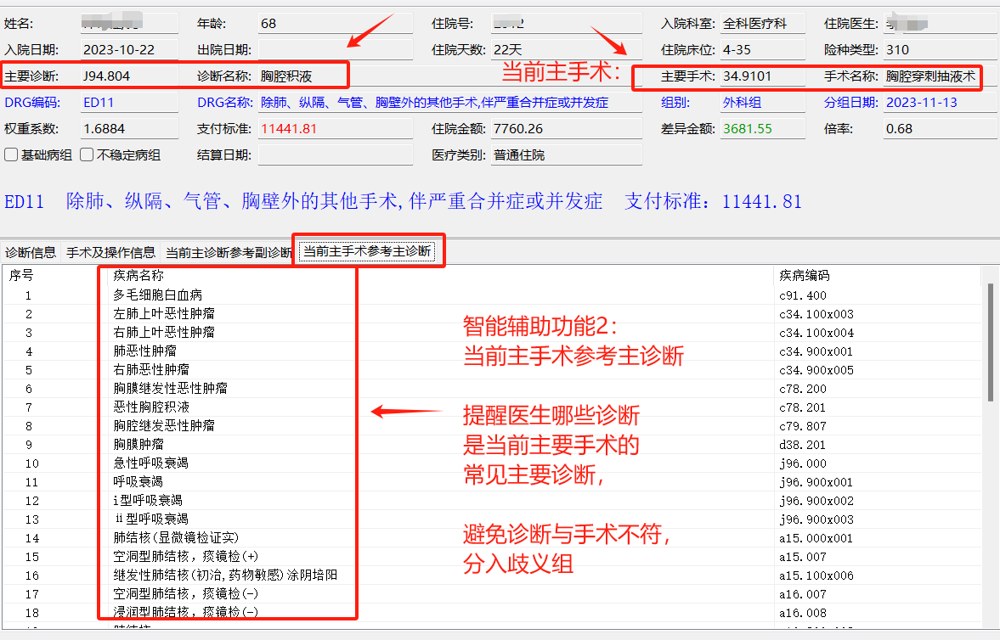 姓名: 年龄: 68 住院号: 入院科室: 全科医疗科 住院医生:
入院日期: 2023-10-22 出院日期: 住院天数: 22天 住院床位: 4-35 险种类型: 310
当前主手术:
主要诊断: J94.804 诊断名称: 胸腔积液 主要手术: 34.9101 手术名称: 胸腔穿刺抽液术
DRG编码: ED11 DRG名称: 除肺、纵隔、气管、胸壁外的其他手术,伴严重合并症或并发症 组别: 外科组 分组日期: 2023-11-13
权重系数: 1.6884 支付标准: 11441.81 住院金额: 7760.26 差异金额: 3681.55 倍率: 0.68
基础病组 不稳定病组 结算日期: 医疗类别: 普通住院
ED11 除肺、纵隔、气管、胸壁外的其他手术,伴严重合并症或并发症 支付标准: 11441.81
诊断信息 手术及操作信息 当前主诊断参考副诊断 当前主手术参考主诊断
序号 疾病名称 疾病编码
1 多毛细胞白血病 c91.400
2 左肺上叶恶性肿瘤 c34.100x003
3 右肺上叶恶性肿瘤 c34.100x004
4 肺恶性肿瘤 c34.900x001
5 右肺恶性肿瘤 c34.900x005
6 胸膜继发性恶性肿瘤 c78.200
7 恶性胸腔积液 c78.201
8 胸腔继发恶性肿瘤 c79.807
9 胸膜肿瘤 d38.201
10 急性呼吸衰竭 j96.000
11 呼吸衰竭 j96.900x001
12 i型呼吸衰竭 j96.900x002
13 ⅱ型呼吸衰竭 j96.900x003
14 肺结核(显微镜检证实) a15.000x001
15 空洞型肺结核，痰镜检(+) a15.007
16 继发性肺结核(初治,药物敏感)涂阴培阳 a15.100x006
17 空洞型肺结核，痰镜检(-) a16.007
18 浸润型肺结核，痰镜检(-) a16.008
智能辅助功能2:
当前主手术参考主诊断
提醒医生哪些诊断
是当前主要手术的
常见主要诊断,
避免诊断与手术不符,
分入歧义组